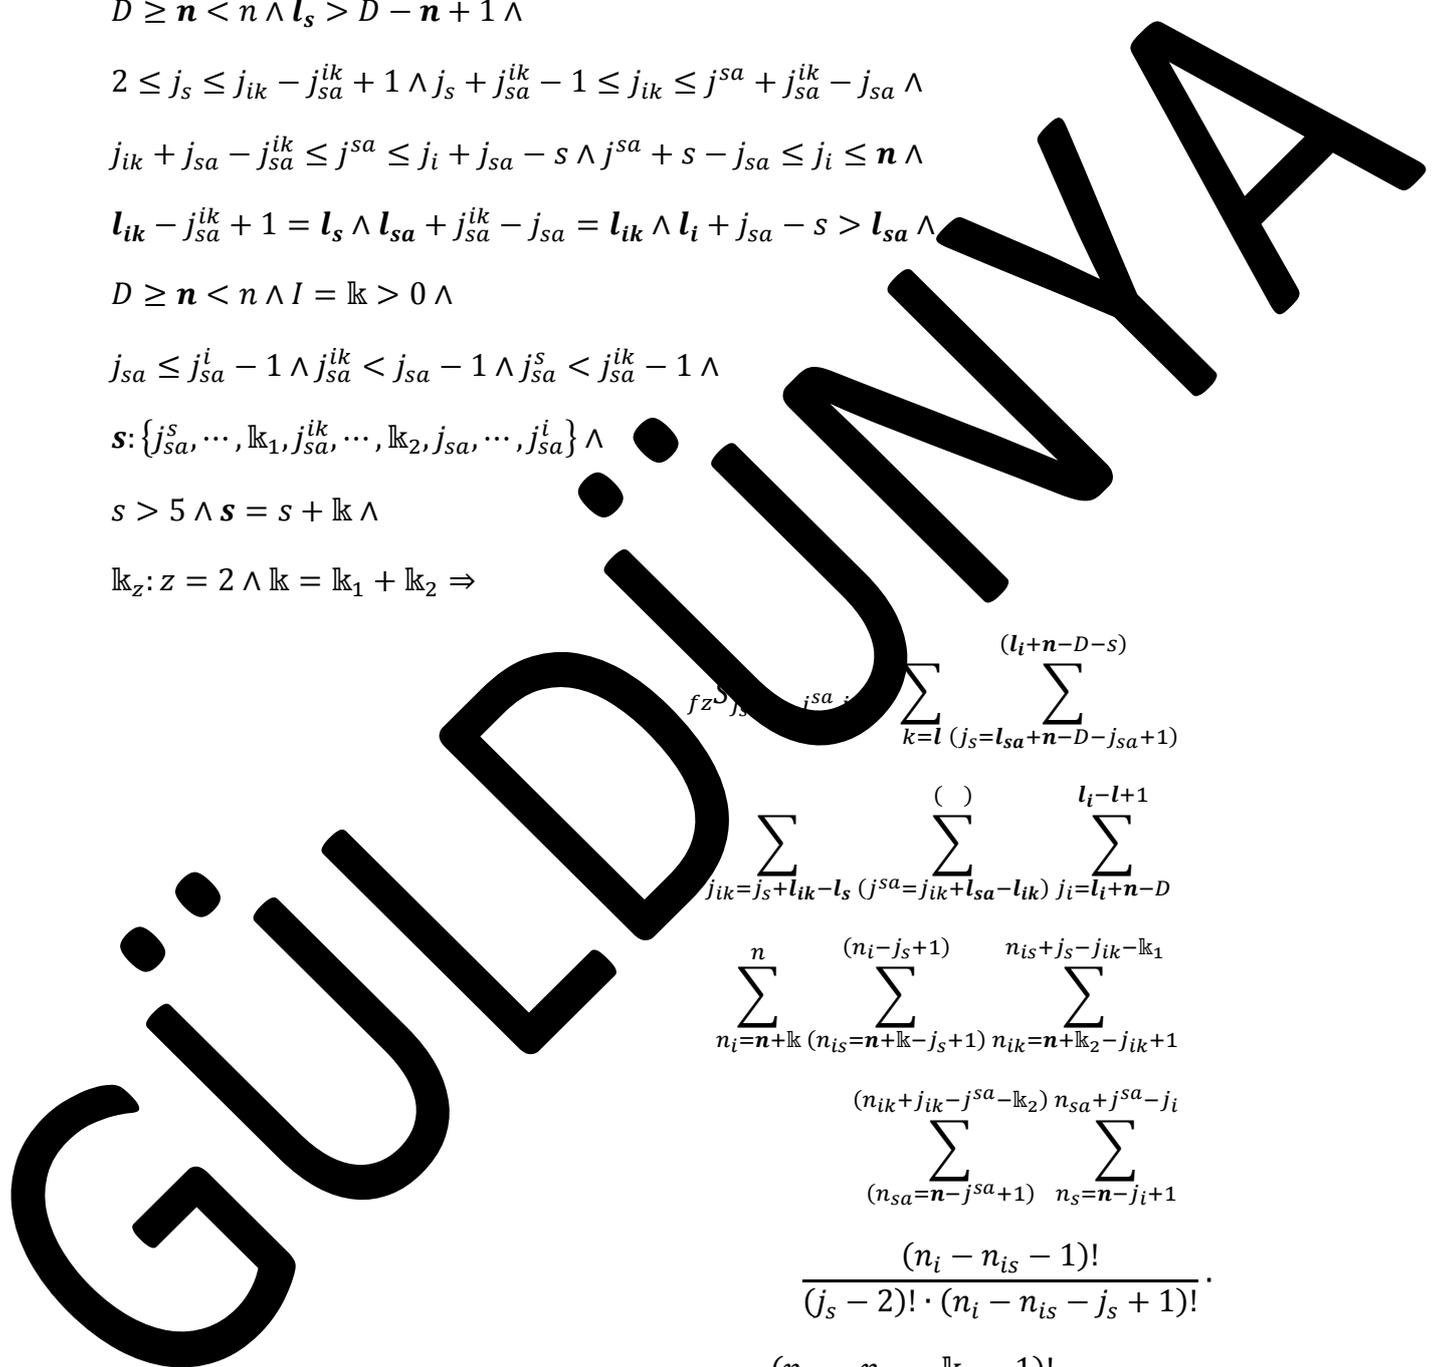 D ≥ n < n ∧ l_s > D − n + 1 ∧
2 ≤ j_s ≤ j_{ik} − j_{sa}^{ik} + 1 ∧ j_s + j_{sa}^{ik} − 1 ≤ j_{ik} ≤ j^{sa} + j_{sa}^{ik} − j_{sa} ∧
j_{ik} + j_{sa} − j_{sa}^{ik} ≤ j^{sa} ≤ j_i + j_{sa} − s ∧ j^{sa} + s − j_{sa} ≤ j_i ≤ n ∧
l_{ik} − j_{sa}^{ik} + 1 = l_s ∧ l_{sa} + j_{sa}^{ik} − j_{sa} = l_{ik} ∧ l_i + j_{sa} − s > l_{sa} ∧
D ≥ n < n ∧ I = 𝕜 > 0 ∧
j_{sa} ≤ j_{sa}^i − 1 ∧ j_{sa}^{ik} < j_{sa} − 1 ∧ j_{sa}^s < j_{sa}^{ik} − 1 ∧
s: {j_{sa}^s, ⋯ , 𝕜_1, j_{sa}^{ik}, ⋯ , 𝕜_2, j_{sa}, ⋯ , j_{sa}^i} ∧
s > 5 ∧ s = s + 𝕜 ∧
𝕜_z: z = 2 ∧ 𝕜 = 𝕜_1 + 𝕜_2 ⇒
GÜLDÜNYA
(l_i+n−D−s)
fz S j^{sa} ∑ ∑
k=l (j_s=l_{sa}+n−D−j_{sa}+1)
( ) l_i−l+1
∑ ∑ ∑
j_{ik}=j_s+l_{ik}−l_s (j^{sa}=j_{ik}+l_{sa}−l_{ik}) j_i=l_i+n−D
n (n_i−j_s+1) n_{is}+j_s−j_{ik}−𝕜_1
∑ ∑ ∑
n_i=n+𝕜 (n_{is}=n+𝕜−j_s+1) n_{ik}=n+𝕜_2−j_{ik}+1
(n_{ik}+j_{ik}−j^{sa}−𝕜_2) n_{sa}+j^{sa}−j_i
∑ ∑
(n_{sa}=n−j^{sa}+1) n_s=n−j_i+1
(n_i − n_{is} − 1)!
(j_s − 2)! · (n_i − n_{is} − j_s + 1)! ·